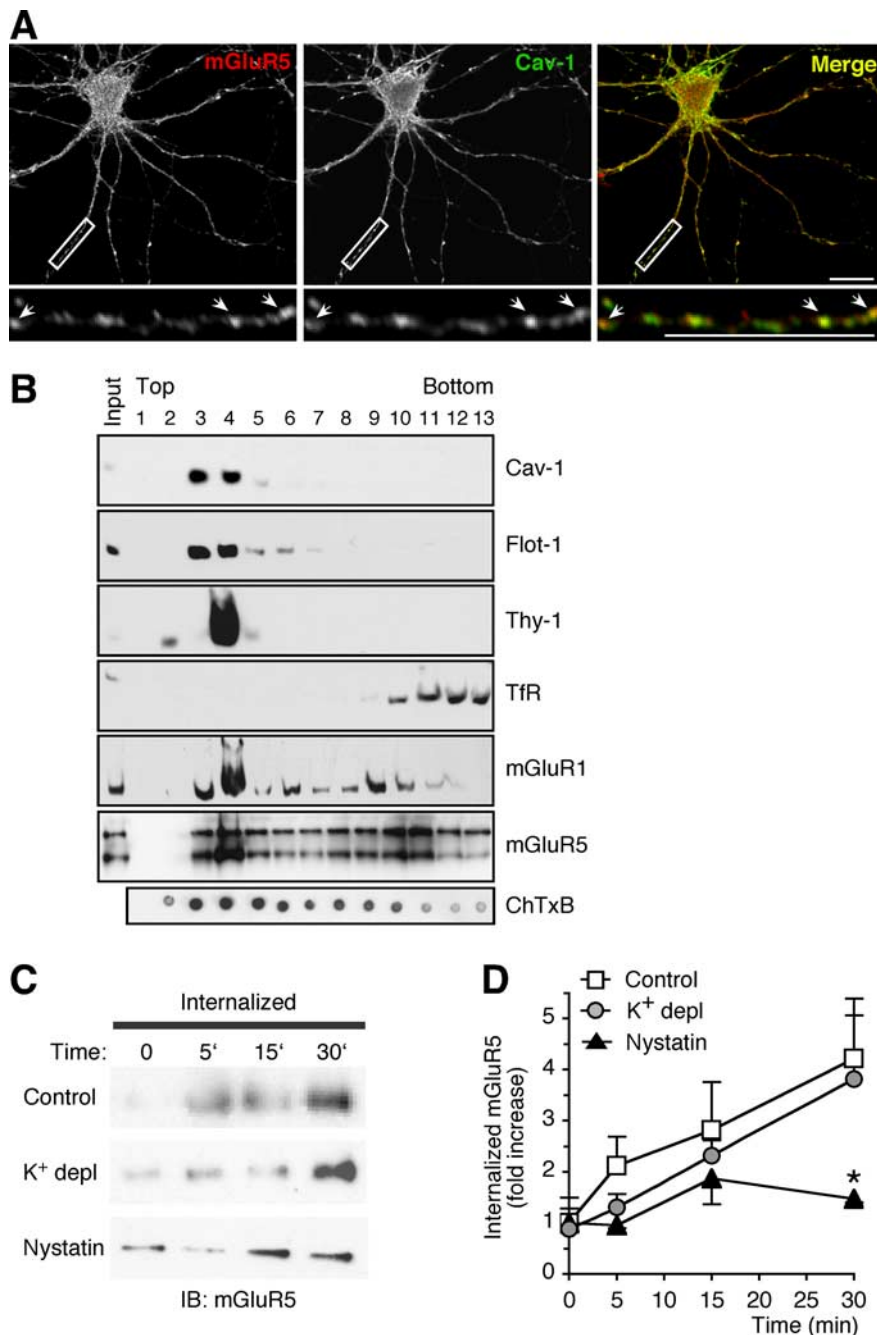 A
mGluR5 Cav-1 Merge
B
Input Top Bottom
1 2 3 4 5 6 7 8 9 10 11 12 13
Cav-1
Flot-1
Thy-1
TfR
mGluR1
mGluR5
ChTxB
C
Internalized
Time: 0 5‘ 15‘ 30‘
Control
K+ depl
Nystatin
IB: mGluR5
D
Control
K+ depl
Nystatin
Internalized mGluR5
(fold increase)
5
4
3
2
1
0
*
0 5 10 15 20 25 30
Time (min)